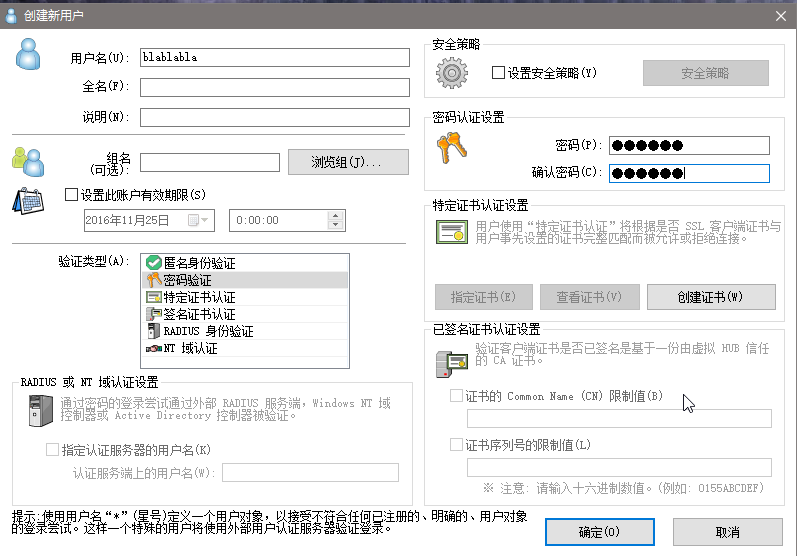 创建新用户
用户名(U):
blablabla
全名(F):
说明(N):
组名
(可选):
浏览组(J)...
设置此账户有效期限(S)
2016年11月25日
0:00:00
验证类型(A):
匿名身份验证
密码验证
特定证书认证
签名证书认证
RADIUS 身份验证
NT 域认证
RADIUS 或 NT 域认证设置
通过密码的登录尝试通过外部 RADIUS 服务端，Windows NT 域
控制器或 Active Directory 控制器被验证。
指定认证服务器的用户名(K)
认证服务端上的用户名(W):
提示:使用用户名“*”(星号)定义一个用户对象，以接受不符合任何已注册的、明确的、用户对象
的登录尝试。这样一个特殊的用户将使用外部用户认证服务器验证登录。
安全策略
设置安全策略(Y)
安全策略
密码认证设置
密码(P):
●●●●●●
确认密码(C):
●●●●●●
特定证书认证设置
用户使用“特定证书认证”将根据是否 SSL 客户端证书与
用户事先设置的证书完整匹配而被允许或拒绝连接。
指定证书(E)
查看证书(V)
创建证书(W)
已签名证书认证设置
验证客户端证书是否已签名是基于一份由虚拟 HUB 信任
的 CA 证书。
证书的 Common Name (CN) 限制值(B)
证书序列号的限制值(L)
※ 注意: 请输入十六进制数值。(例如: 0155ABCDEF)
确定(O)
取消